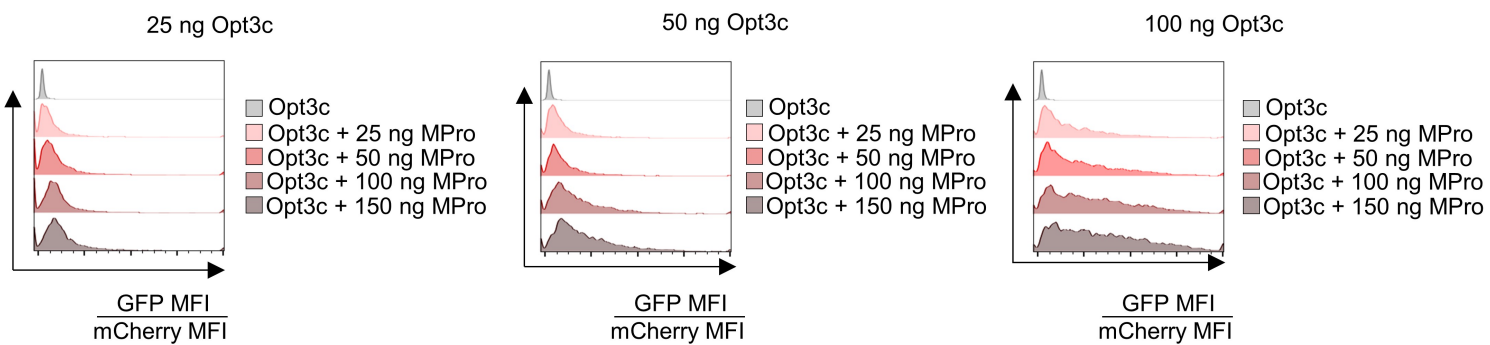 25 ng Opt3c
Opt3c
Opt3c + 25 ng MPro
Opt3c + 50 ng MPro
Opt3c + 100 ng MPro
Opt3c + 150 ng MPro
GFP MFI
mCherry MFI
50 ng Opt3c
Opt3c
Opt3c + 25 ng MPro
Opt3c + 50 ng MPro
Opt3c + 100 ng MPro
Opt3c + 150 ng MPro
GFP MFI
mCherry MFI
100 ng Opt3c
Opt3c
Opt3c + 25 ng MPro
Opt3c + 50 ng MPro
Opt3c + 100 ng MPro
Opt3c + 150 ng MPro
GFP MFI
mCherry MFI